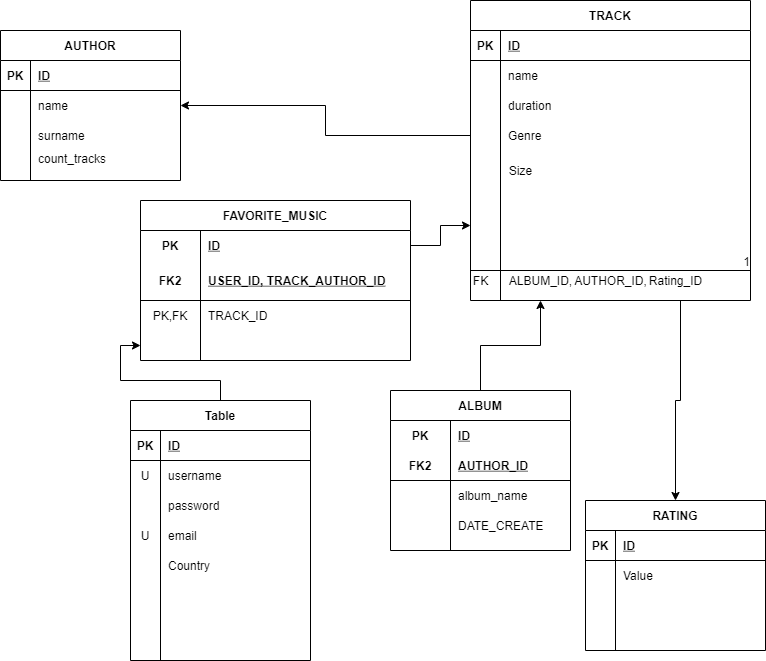 TRACK
PK ID
name
duration
Genre
Size
1
FK ALBUM_ID, AUTHOR_ID, Rating_ID
AUTHOR
PK ID
name
surname
count_tracks
FAVORITE_MUSIC
PK ID
FK2 USER_ID, TRACK_AUTHOR_ID
PK,FK TRACK_ID
Table
PK ID
U username
password
U email
Country
ALBUM
PK ID
FK2 AUTHOR_ID
album_name
DATE_CREATE
RATING
PK ID
Value